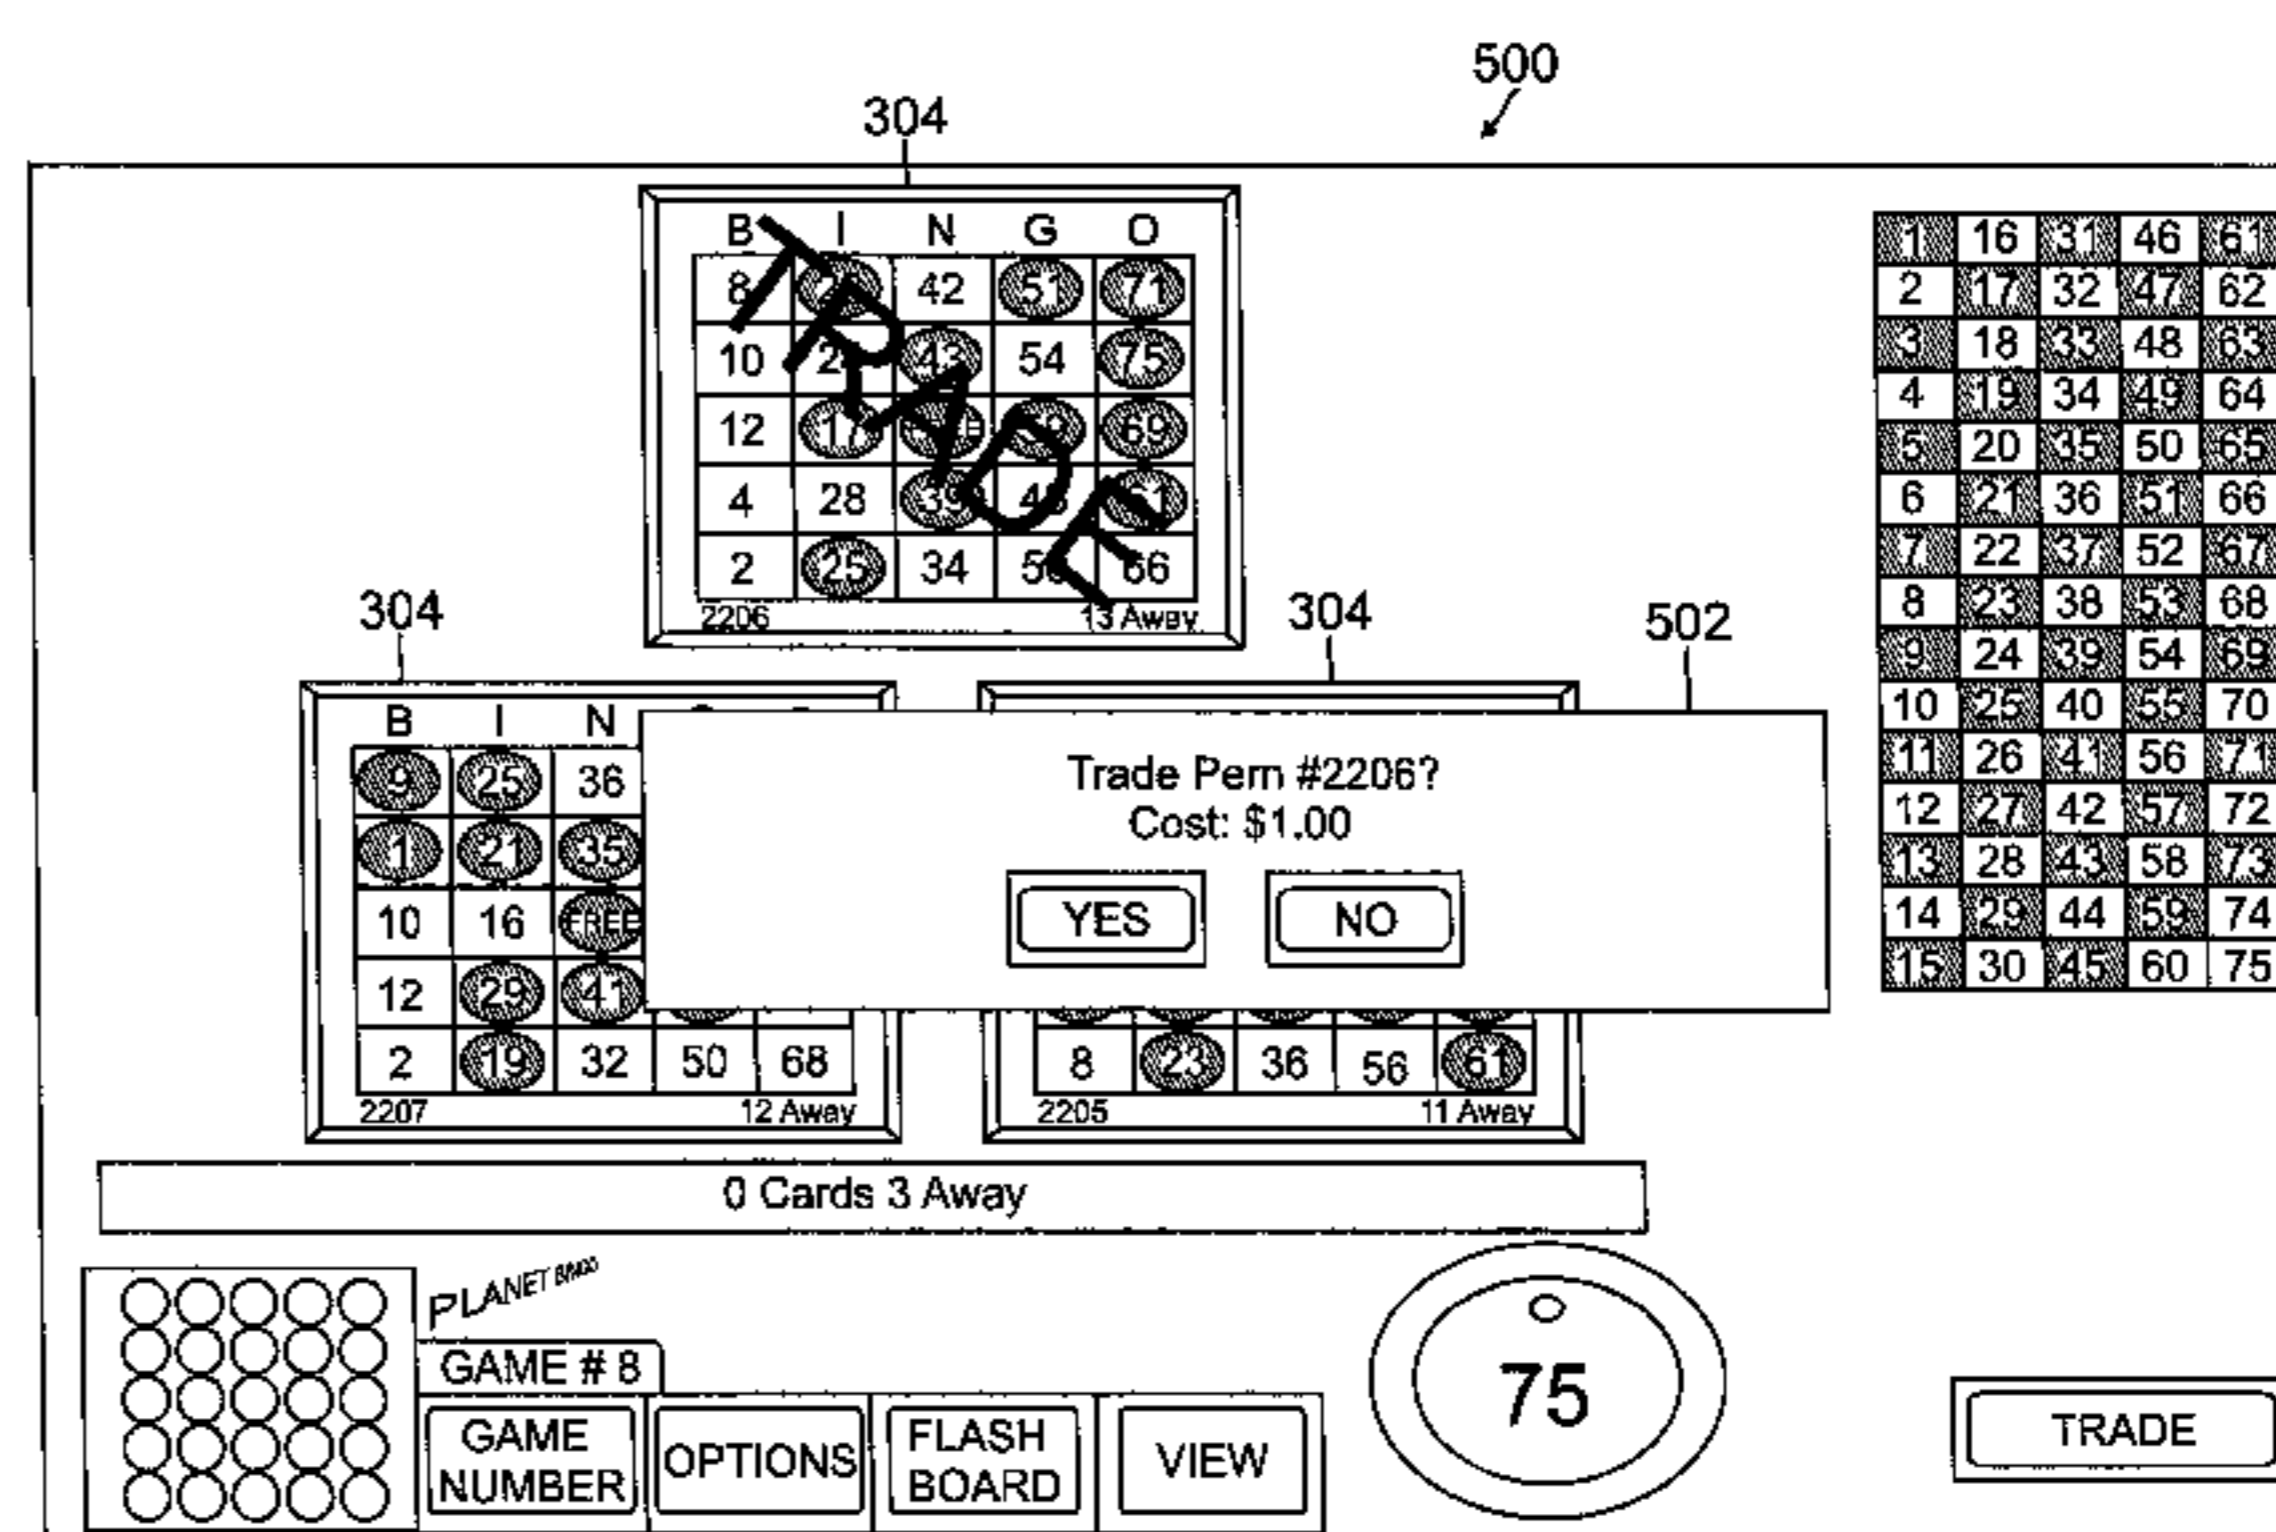 500
304
B I N G O
8 42 51 71
10 43 54 75
12 17 69
4 28 39 61
2 25 34 66
TRADE
2206 13 Away
1 16 31 46 61
2 17 32 47 62
3 18 33 48 63
4 19 34 49 64
5 20 35 50 65
6 21 36 51 66
7 22 37 52 67
8 23 38 53 68
9 24 39 54 69
10 25 40 55 70
11 26 41 56 71
12 27 42 57 72
13 28 43 58 73
14 29 44 59 74
15 30 45 60 75
304
304
502
B I N
9 25 36
1 21 35
10 16 FREE
12 29 41
2 19 32 50 68
2207 12 Away
Trade Perm #2206?
Cost: $1.00
YES NO
8 23 36 56 61
2205 11 Away
0 Cards 3 Away
PLANET BINGO
GAME # 8
GAME NUMBER
OPTIONS
FLASH BOARD
VIEW
75
TRADE